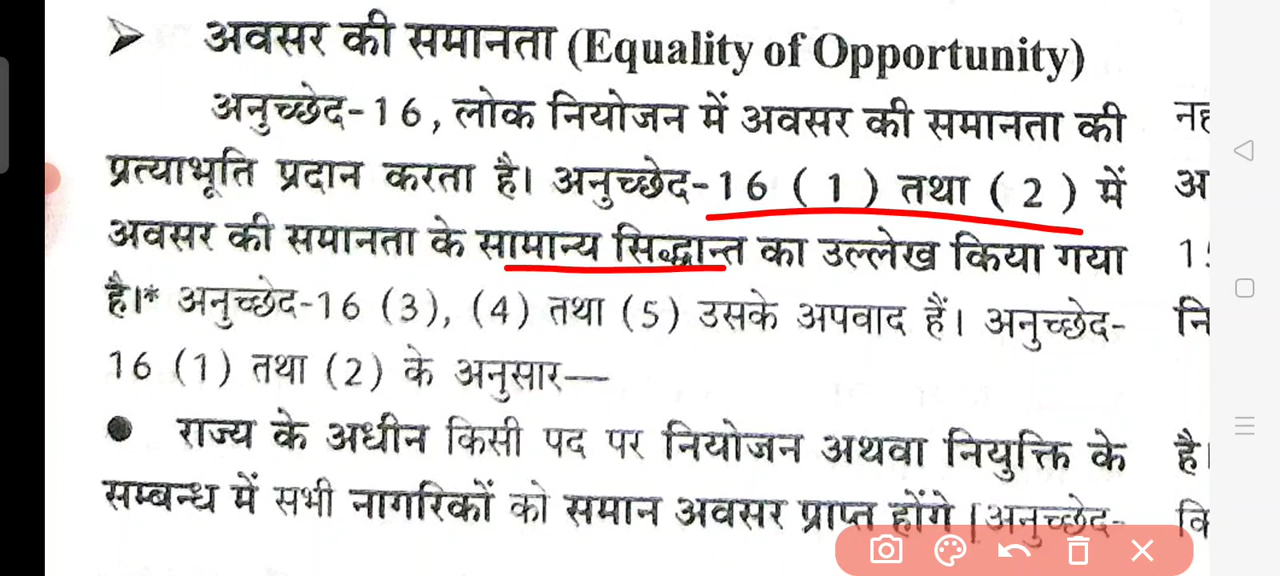 ➤ अवसर की समानता (Equality of Opportunity)
अनुच्छेद-16, लोक नियोजन में अवसर की समानता की
प्रत्याभूति प्रदान करता है। अनुच्छेद-16 (1) तथा (2) में
अवसर की समानता के सामान्य सिद्धान्त का उल्लेख किया गया
है।* अनुच्छेद-16 (3), (4) तथा (5) उसके अपवाद हैं। अनुच्छेद-
16 (1) तथा (2) के अनुसार—
● राज्य के अधीन किसी पद पर नियोजन अथवा नियुक्ति के
सम्बन्ध में सभी नागरिकों को समान अवसर प्राप्त होंगे [अनुच्छेद-